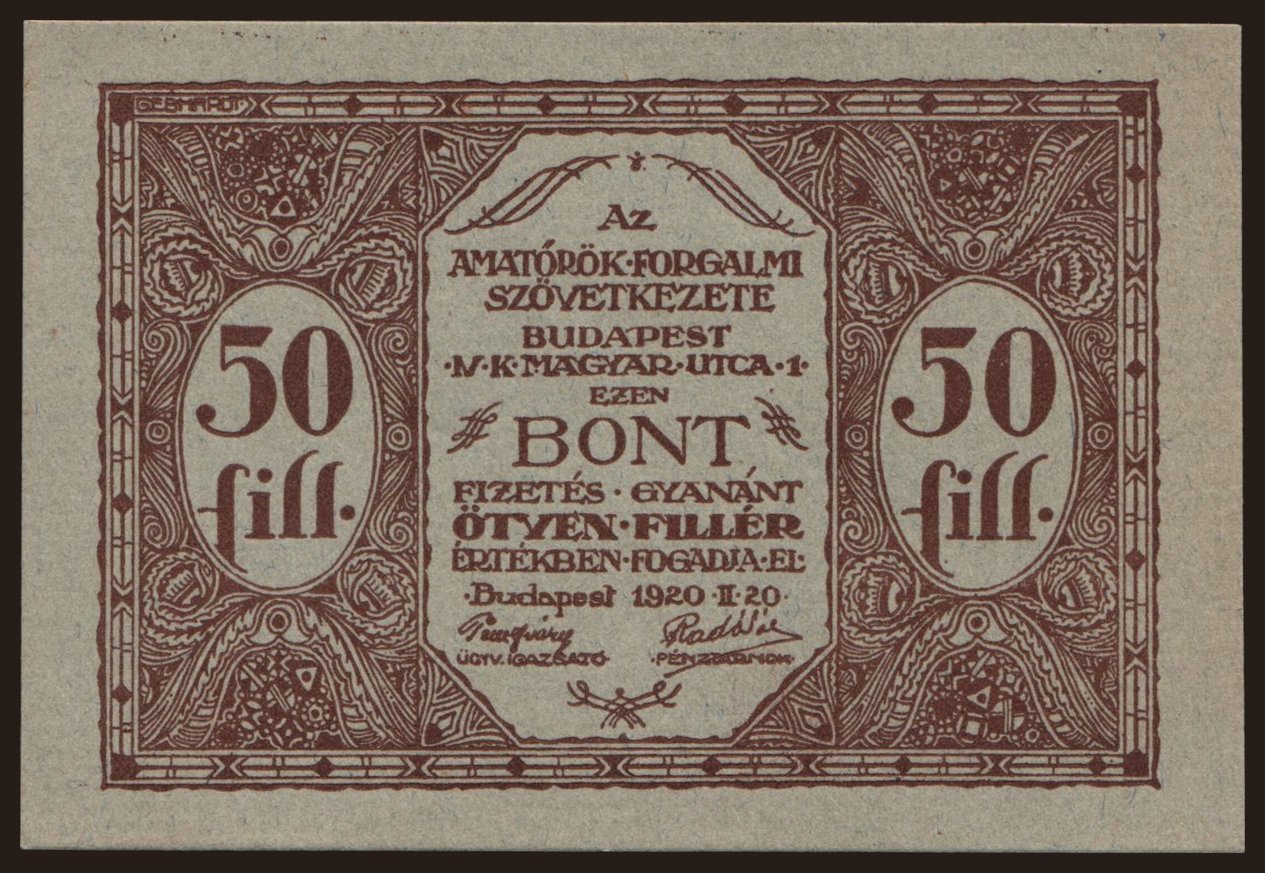 GEBHARDT
AZ
AMATŐRÖK·FORGALMI
SZÖVETKEZETE
BUDAPEST
·IV·K·MAGYAR·UTCA·1·
EZEN
BONT
FIZETÉS·GYANÁNT
ÖTVEN·FILLÉR
ÉRTÉKBEN·FOGADJA·EL·
·Budapest 1920·II·20·
ÜGYV.IGAZGATÓ·
·PÉNZTÁRNOK·
50
fill.
50
fill.